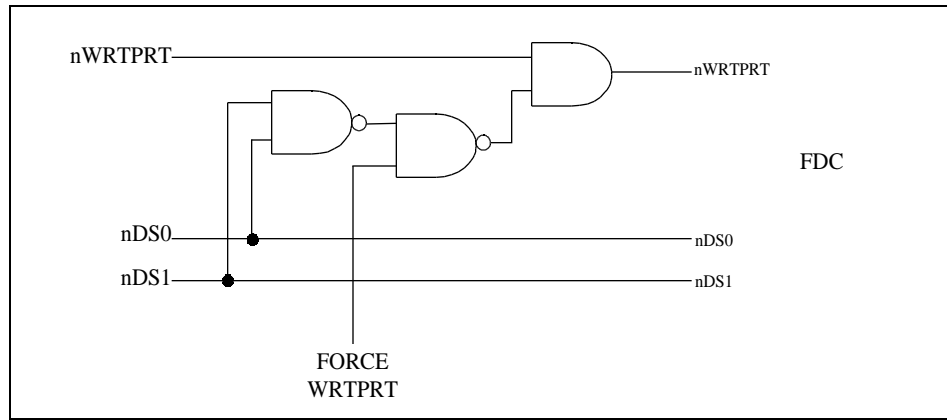 nWRTPRT
nWRTPRT
FDC
nDS0
nDS0
nDS1
nDS1
FORCE
WRTPRT